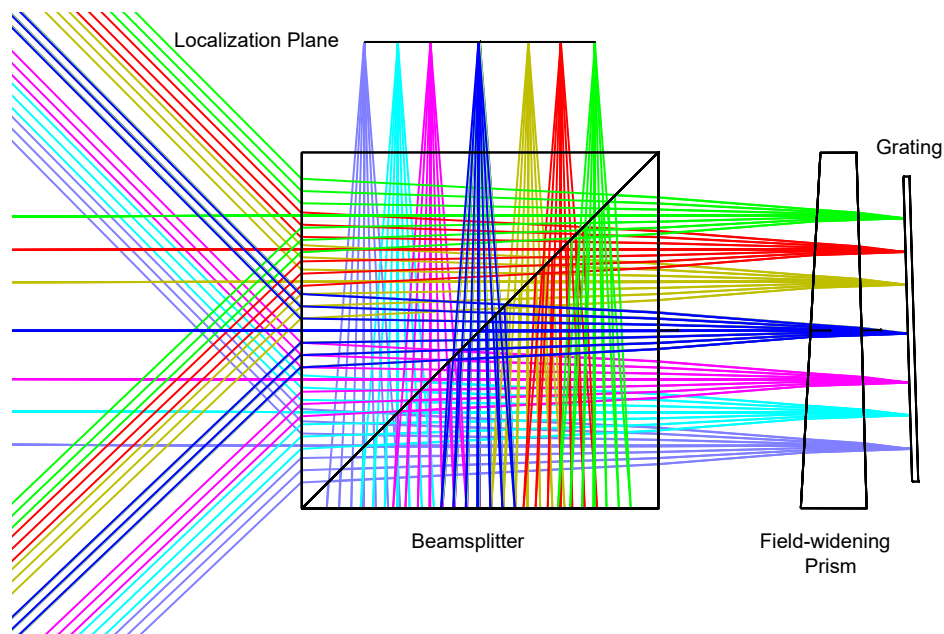 Localization Plane
Grating
Beamsplitter
Field-widening
Prism